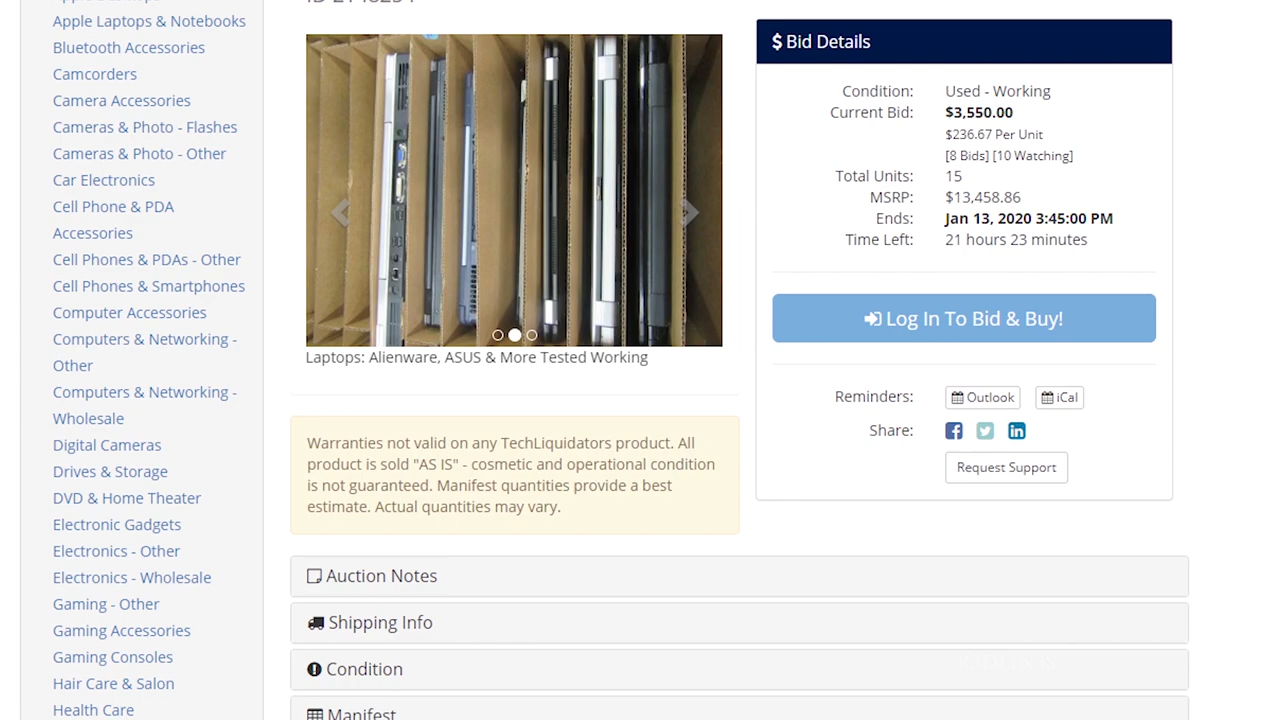 Apple Laptops & Notebooks
Bluetooth Accessories
Camcorders
Camera Accessories
Cameras & Photo - Flashes
Cameras & Photo - Other
Car Electronics
Cell Phone & PDA
Accessories
Cell Phones & PDAs - Other
Cell Phones & Smartphones
Computer Accessories
Computers & Networking -
Other
Computers & Networking -
Wholesale
Digital Cameras
Drives & Storage
DVD & Home Theater
Electronic Gadgets
Electronics - Other
Electronics - Wholesale
Gaming - Other
Gaming Accessories
Gaming Consoles
Hair Care & Salon
Health Care
Laptops: Alienware, ASUS & More Tested Working
Warranties not valid on any TechLiquidators product. All
product is sold "AS IS" - cosmetic and operational condition
is not guaranteed. Manifest quantities provide a best
estimate. Actual quantities may vary.
$ Bid Details
Condition: Used - Working
Current Bid: $3,550.00
$236.67 Per Unit
[8 Bids] [10 Watching]
Total Units: 15
MSRP: $13,458.86
Ends: Jan 13, 2020 3:45:00 PM
Time Left: 21 hours 23 minutes
Log In To Bid & Buy!
Reminders: Outlook iCal
Share:
Request Support
Auction Notes
Shipping Info
Condition
Manifest